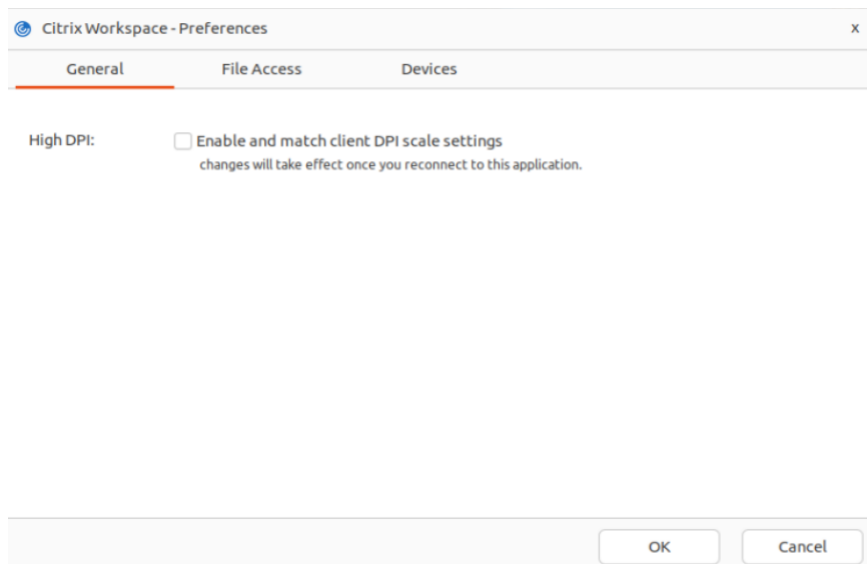 Citrix Workspace - Preferences x
General File Access Devices
High DPI: Enable and match client DPI scale settings
changes will take effect once you reconnect to this application.
OK Cancel